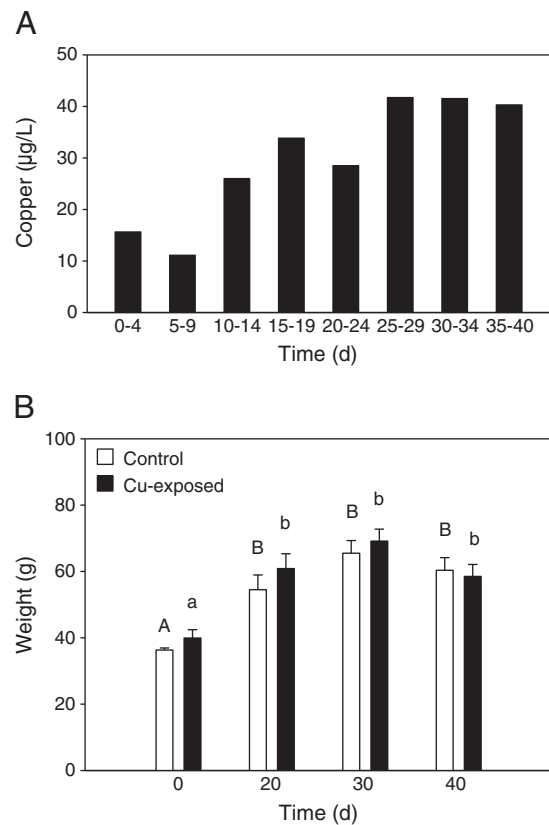 A
50
40
30
20
10
0
Copper (µg/L)
0-4 5-9 10-14 15-19 20-24 25-29 30-34 35-40
Time (d)
B
100
80
60
40
20
0
Weight (g)
Control
Cu-exposed
A a B b B b B b
0 20 30 40
Time (d)